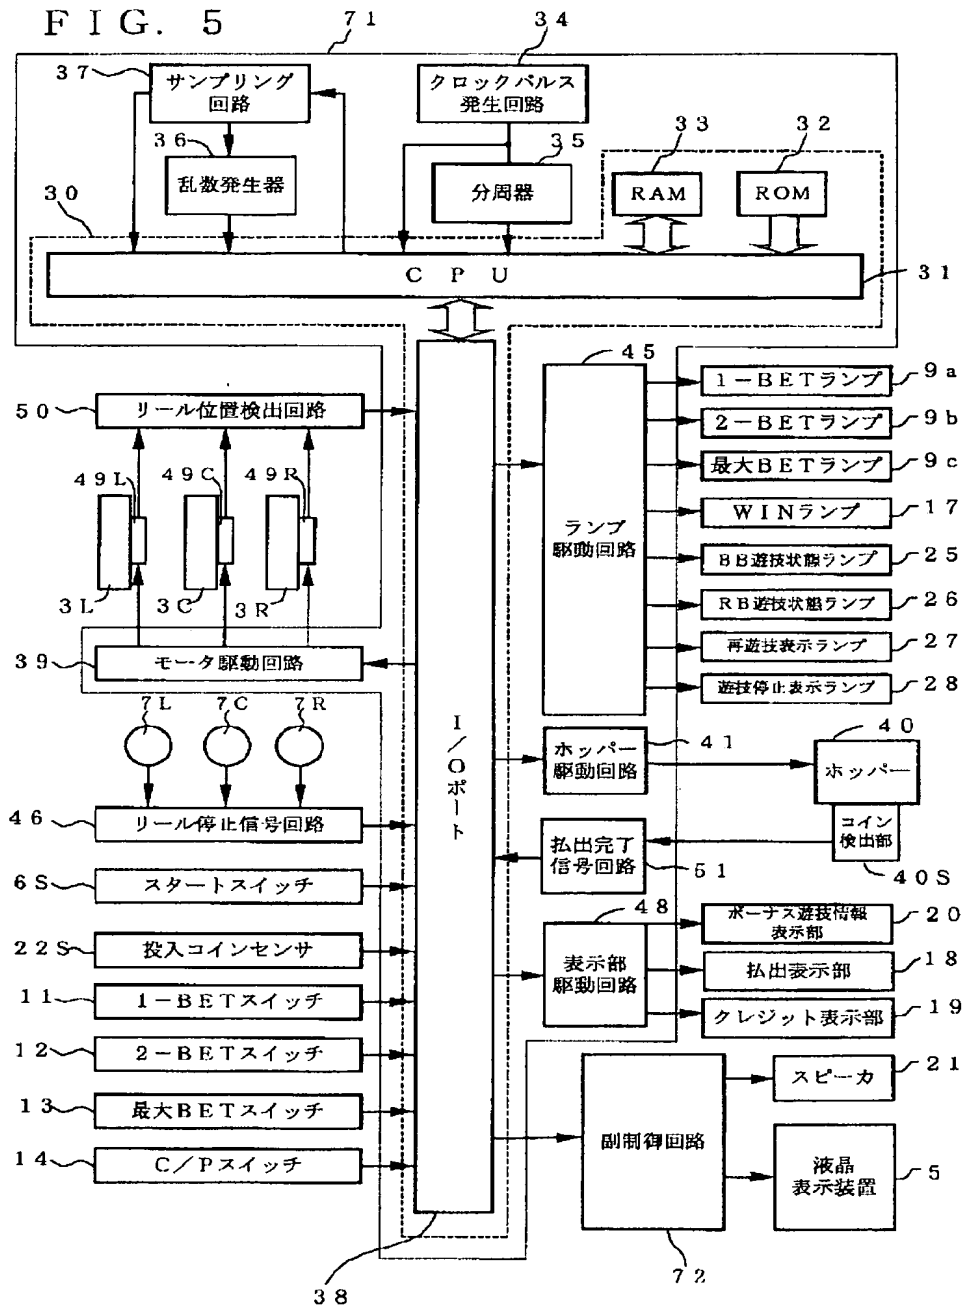 ＦＩＧ．５
７１
３４
３７
サンプリング
回路
クロックパルス
発生回路
３６
３５
３３
３２
３０
乱数発生器
分周器
RAM
ROM
ＣＰＵ
３１
４５
５０
リール位置検出回路
１－ＢＥＴランプ
９ａ
２－ＢＥＴランプ
９ｂ
４９Ｌ
４９Ｃ
４９Ｒ
最大ＢＥＴランプ
９ｃ
ＷＩＮランプ
１７
ランプ
駆動回路
ＢＢ遊技状態ランプ
２５
３Ｌ
３Ｃ
３Ｒ
ＲＢ遊技状態ランプ
２６
３９
モータ駆動回路
再遊技表示ランプ
２７
遊技停止表示ランプ
２８
７Ｌ
７Ｃ
７Ｒ
Ｉ／Ｏポート
ホッパー
駆動回路
４１
４０
ホッパー
４６
リール停止信号回路
コイン
検出部
払出完了
信号回路
５１
４０Ｓ
６Ｓ
スタートスイッチ
４８
ボーナス遊技情報
表示部
２０
２２Ｓ
投入コインセンサ
表示部
駆動回路
払出表示部
１８
１１
１－ＢＥＴスイッチ
クレジット表示部
１９
１２
２－ＢＥＴスイッチ
スピーカ
２１
１３
最大ＢＥＴスイッチ
副制御回路
１４
Ｃ／Ｐスイッチ
液晶
表示装置
５
３８
７２